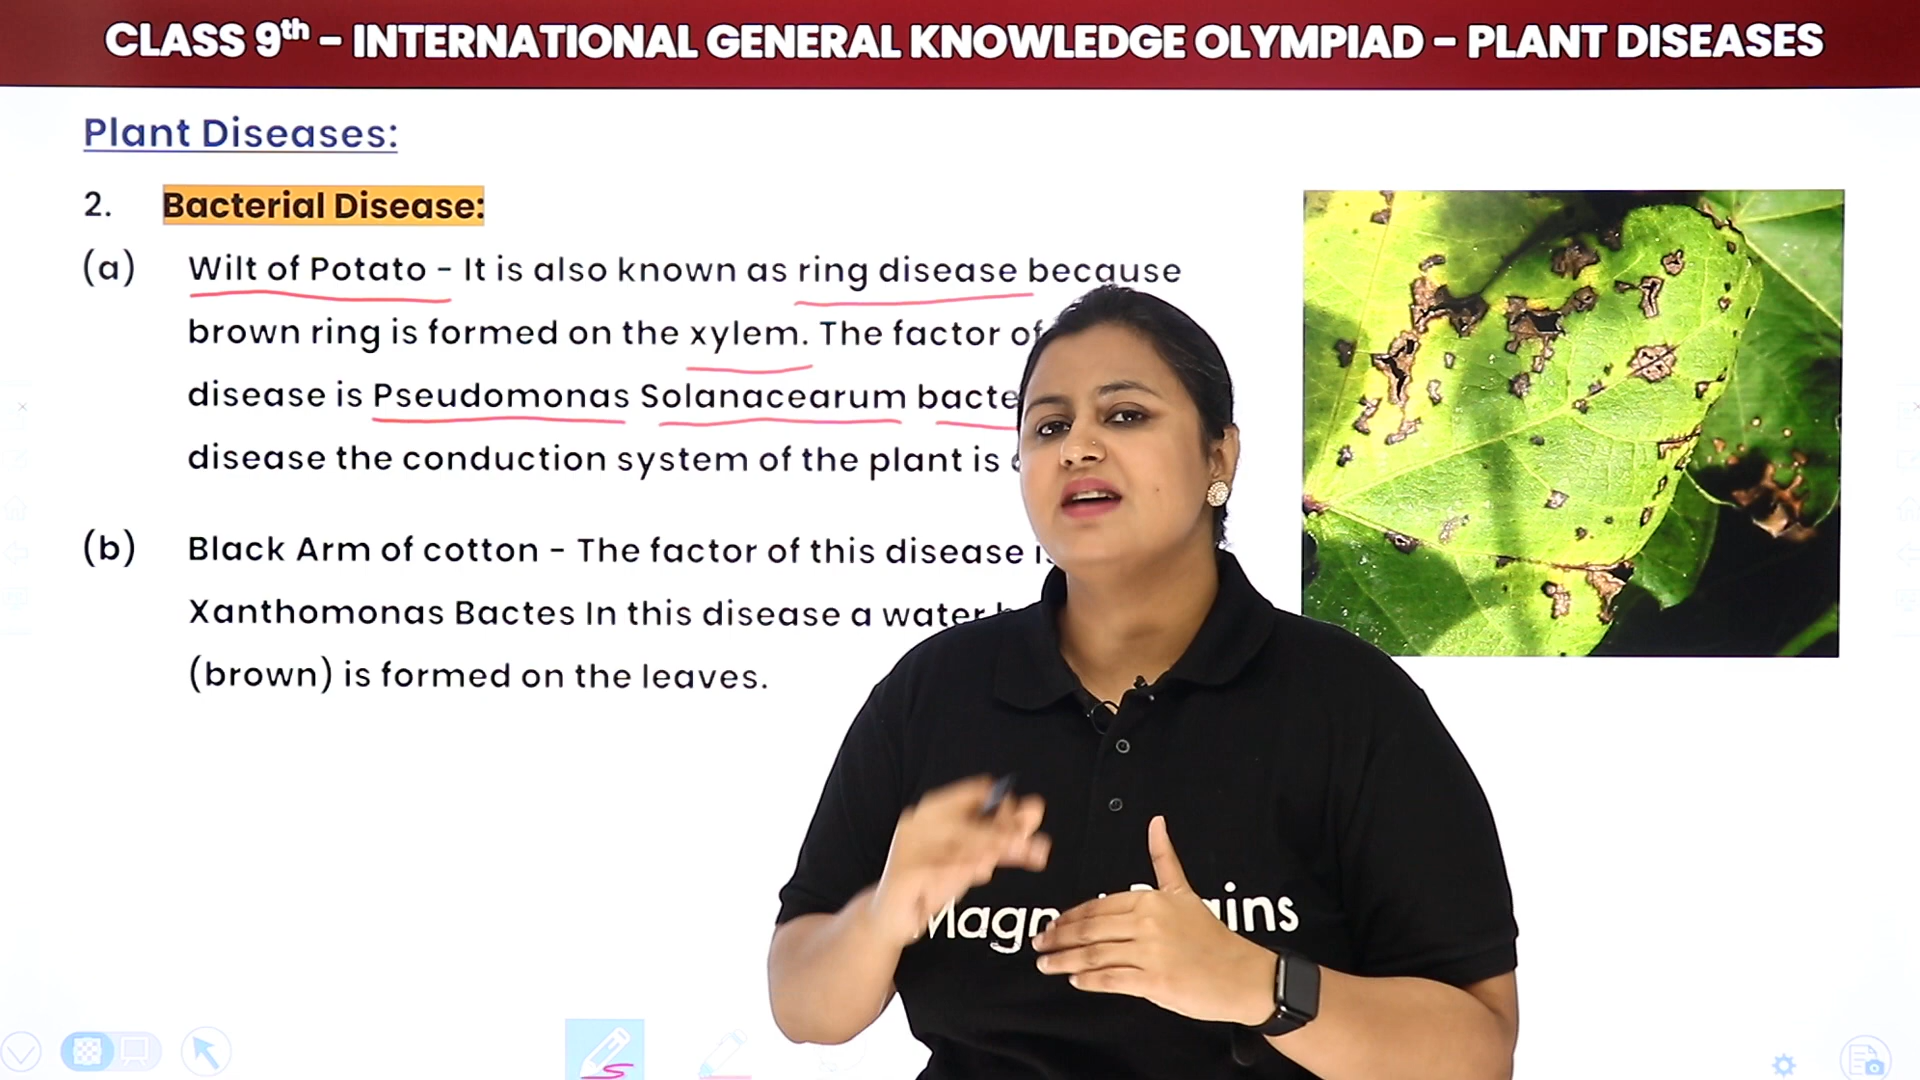 CLASS 9th - INTERNATIONAL GENERAL KNOWLEDGE OLYMPIAD - PLANT DISEASES
Plant Diseases:
2. Bacterial Disease:
(a) Wilt of Potato - It is also known as ring disease because
brown ring is formed on the xylem. The factor of
disease is Pseudomonas Solanacearum
disease the conduction system of the plant is
(b) Black Arm of cotton - The factor of this disease
Xanthomonas Bactes In this disease a water
(brown) is formed on the leaves.